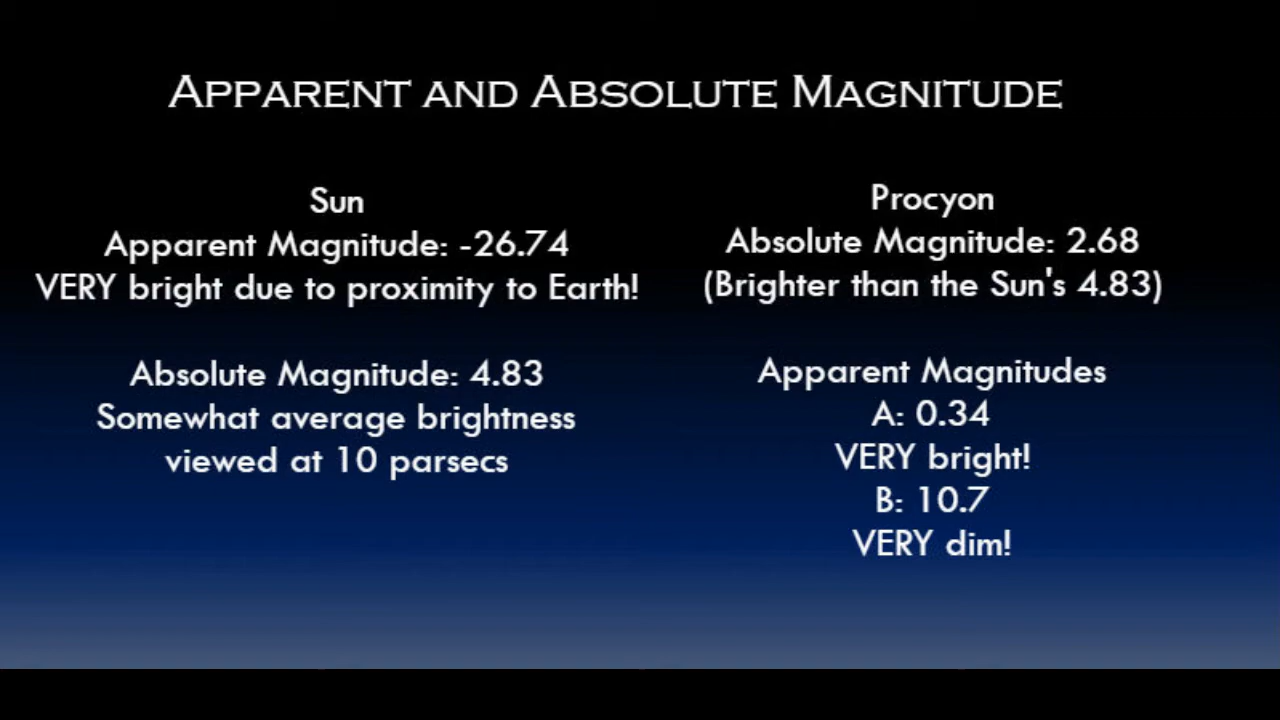 APPARENT AND ABSOLUTE MAGNITUDE
Sun
Apparent Magnitude: -26.74
VERY bright due to proximity to Earth!
Absolute Magnitude: 4.83
Somewhat average brightness
viewed at 10 parsecs
Procyon
Absolute Magnitude: 2.68
(Brighter than the Sun's 4.83)
Apparent Magnitudes
A: 0.34
VERY bright!
B: 10.7
VERY dim!